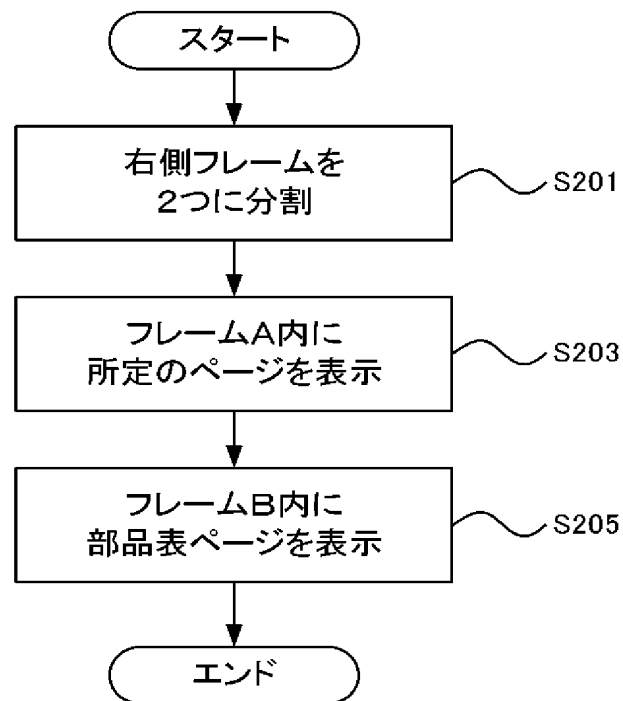 スタート
右側フレームを
２つに分割
S201
フレームＡ内に
所定のページを表示
S203
フレームＢ内に
部品表ページを表示
S205
エンド